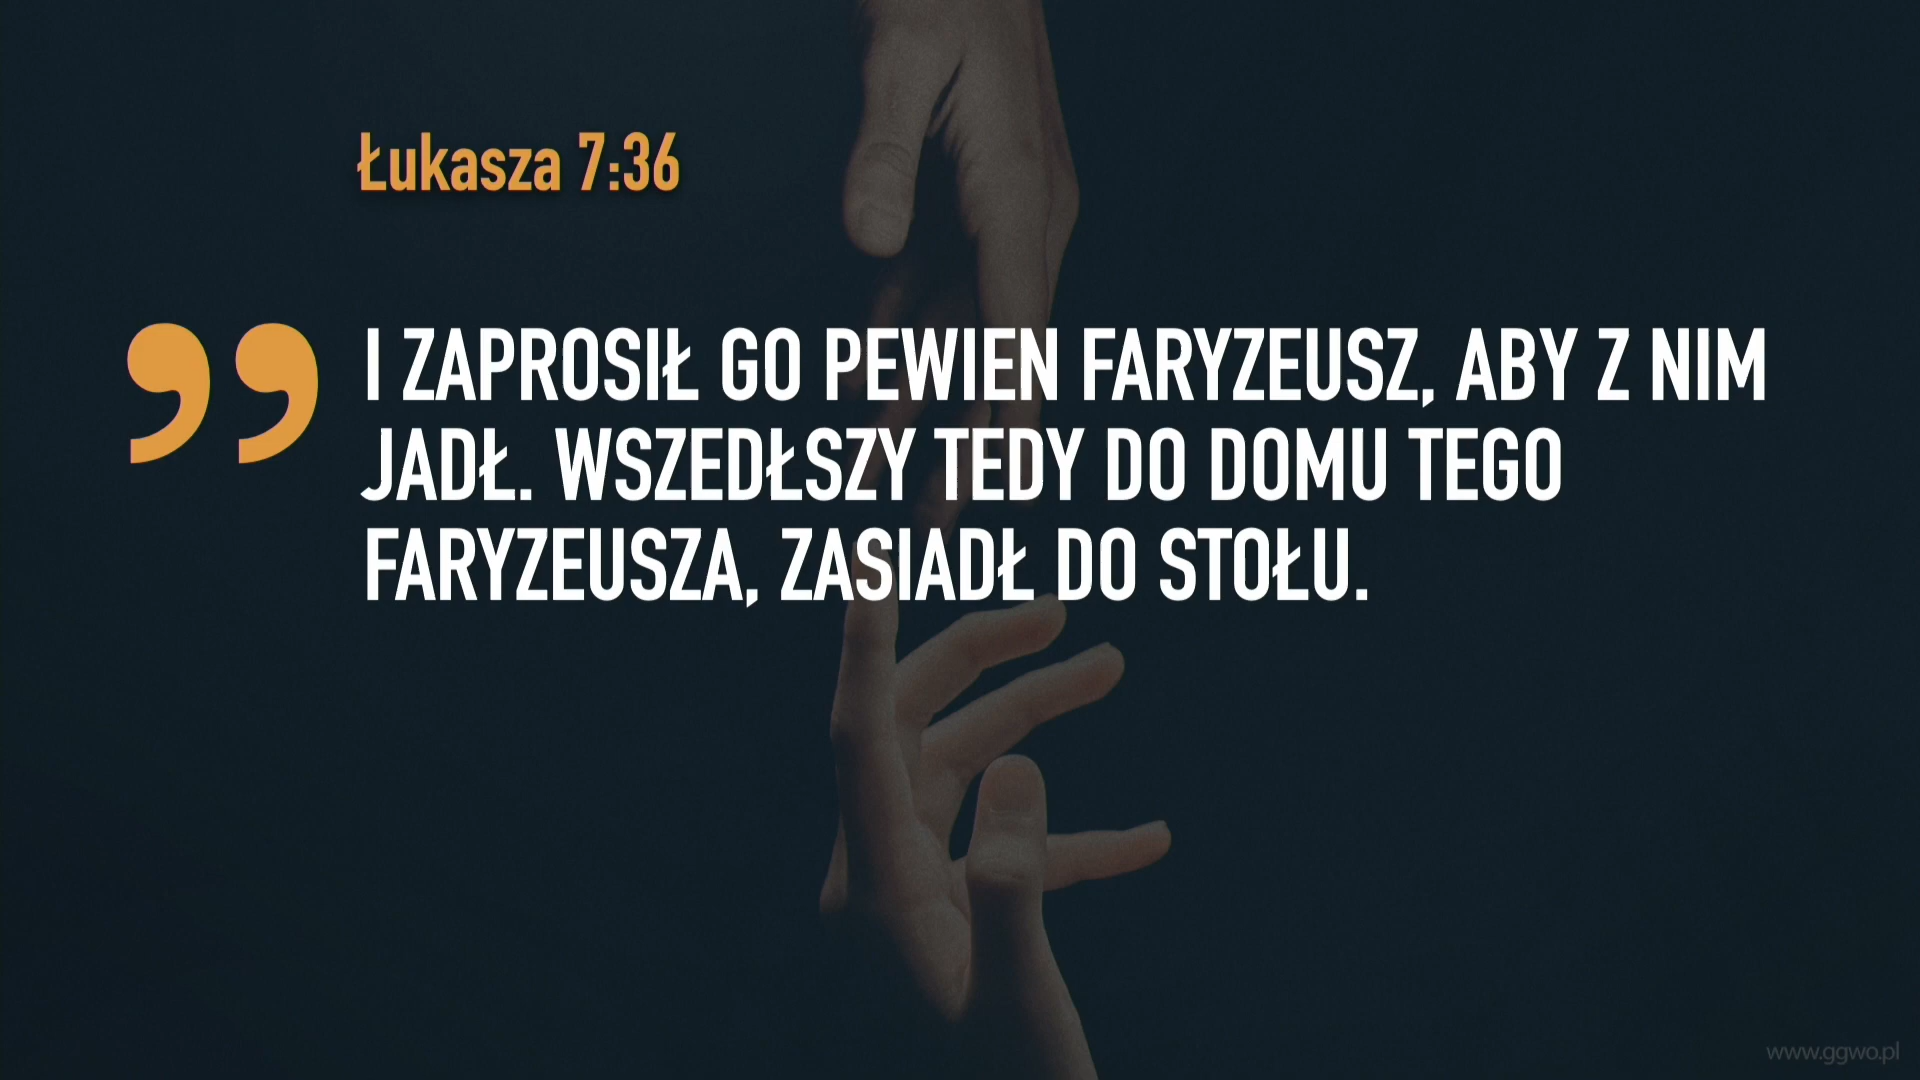 Łukasza 7:36
” I ZAPROSIŁ GO PEWIEN FARYZEUSZ, ABY Z NIM
JADŁ. WSZEDŁSZY TEDY DO DOMU TEGO
FARYZEUSZA, ZASIADŁ DO STOŁU.
www.ggwo.pl